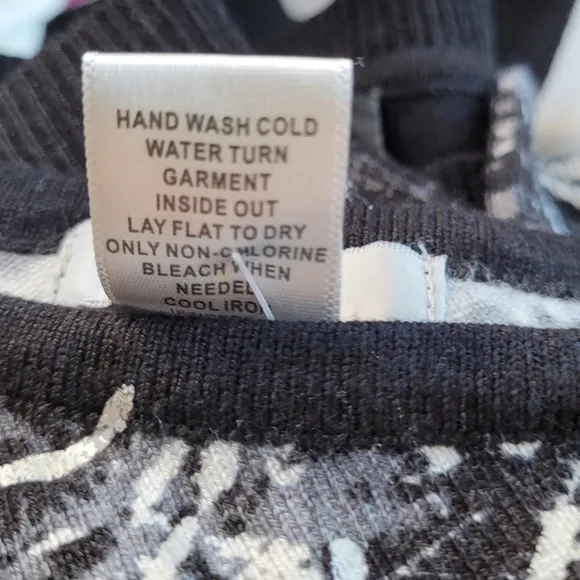 HAND WASH COLD
WATER TURN
GARMENT
INSIDE OUT
LAY FLAT TO DRY
ONLY NON-CHLORINE
BLEACH WHEN
NEEDED
COOL IRON